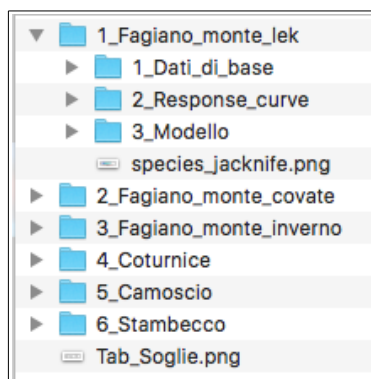 1_Fagiano_monte_lek
1_Dati_di_base
2_Response_curve
3_Modello
species_jacknife.png
2_Fagiano_monte_covate
3_Fagiano_monte_inverno
4_Coturnice
5_Camoscio
6_Stambecco
Tab_Soglie.png